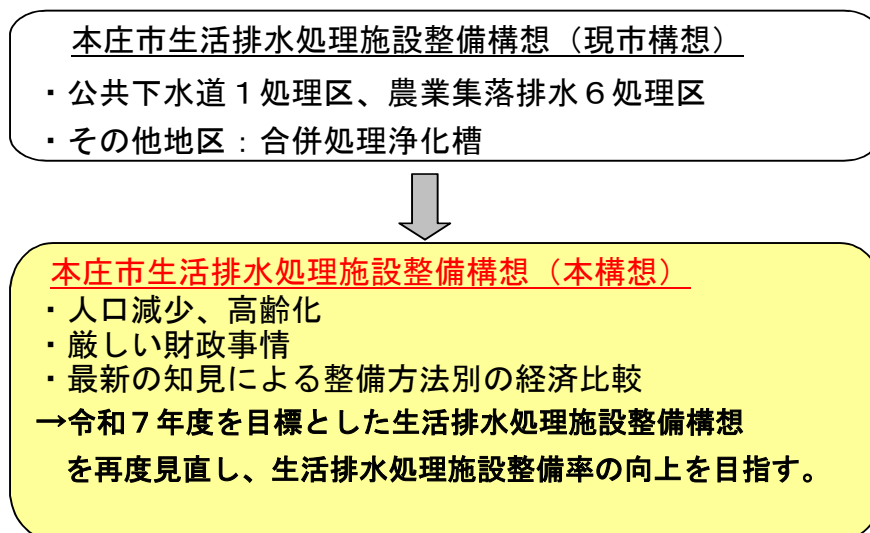 本庄市生活排水処理施設整備構想（現市構想）
・公共下水道１処理区、農業集落排水６処理区
・その他地区：合併処理浄化槽
本庄市生活排水処理施設整備構想（本構想）
・人口減少、高齢化
・厳しい財政事情
・最新の知見による整備方法別の経済比較
→令和７年度を目標とした生活排水処理施設整備構想
を再度見直し、生活排水処理施設整備率の向上を目指す。